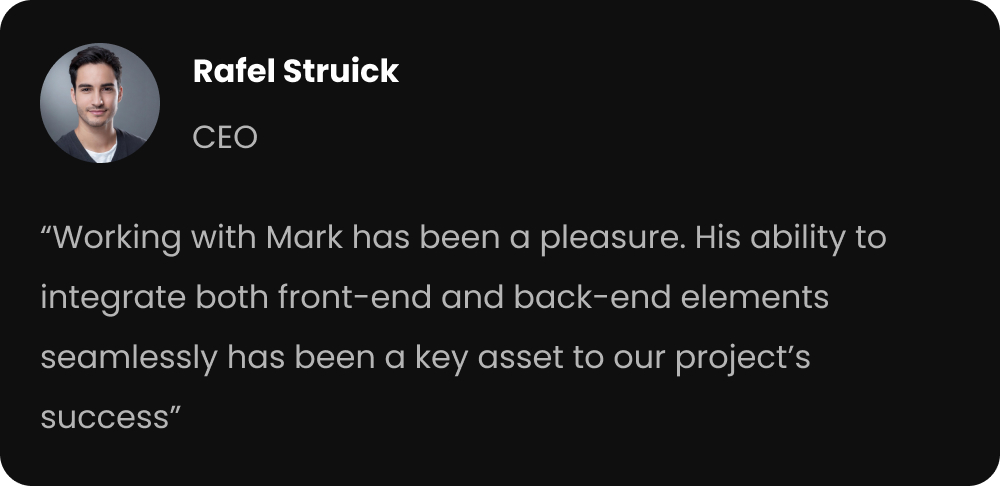 Rafel Struick
CEO
“Working with Mark has been a pleasure. His ability to
integrate both front-end and back-end elements
seamlessly has been a key asset to our project’s
success”